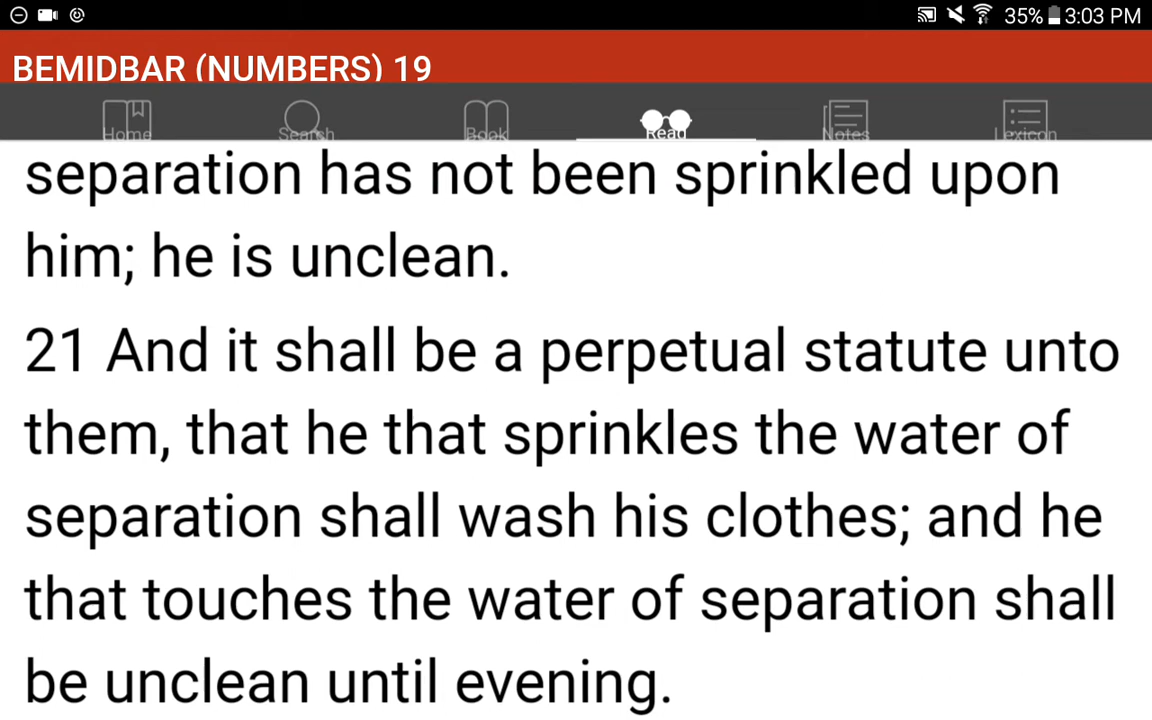 35% 3:03 PM
BEMIDBAR (NUMBERS) 19
Home Search Book Read Notes Lexicon
separation has not been sprinkled upon
him; he is unclean.
21 And it shall be a perpetual statute unto
them, that he that sprinkles the water of
separation shall wash his clothes; and he
that touches the water of separation shall
be unclean until evening.